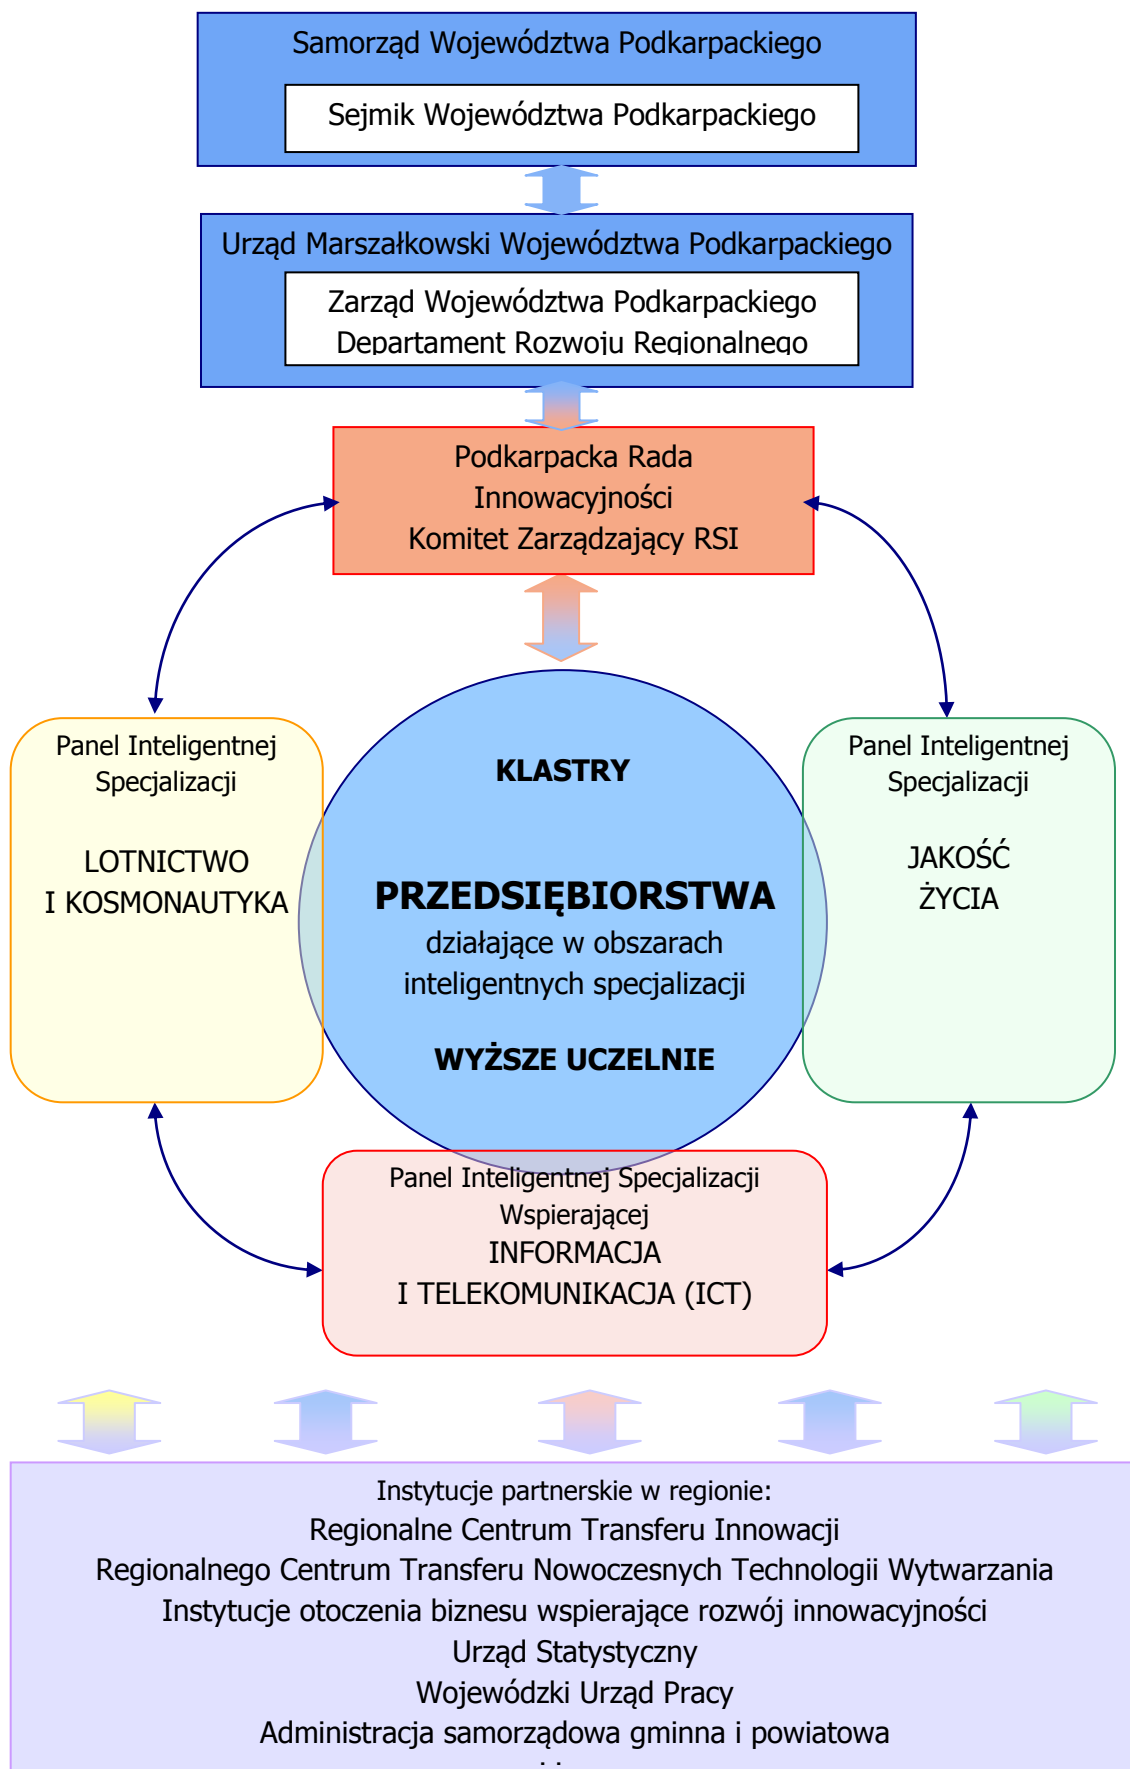 Samorząd Województwa Podkarpackiego
Sejmik Województwa Podkarpackiego
Urząd Marszałkowski Województwa Podkarpackiego
Zarząd Województwa Podkarpackiego
Departament Rozwoju Regionalnego
Podkarpacka Rada
Innowacyjności
Komitet Zarządzający RSI
Panel Inteligentnej
Specjalizacji
LOTNICTWO
I KOSMONAUTYKA
KLASTRY
PRZEDSIĘBIORSTWA
działające w obszarach
inteligentnych specjalizacji
WYŻSZE UCZELNIE
Panel Inteligentnej
Specjalizacji
JAKOŚĆ
ŻYCIA
Panel Inteligentnej Specjalizacji
Wspierającej
INFORMACJA
I TELEKOMUNIKACJA (ICT)
Instytucje partnerskie w regionie:
Regionalne Centrum Transferu Innowacji
Regionalnego Centrum Transferu Nowoczesnych Technologii Wytwarzania
Instytucje otoczenia biznesu wspierające rozwój innowacyjności
Urząd Statystyczny
Wojewódzki Urząd Pracy
Administracja samorządowa gminna i powiatowa